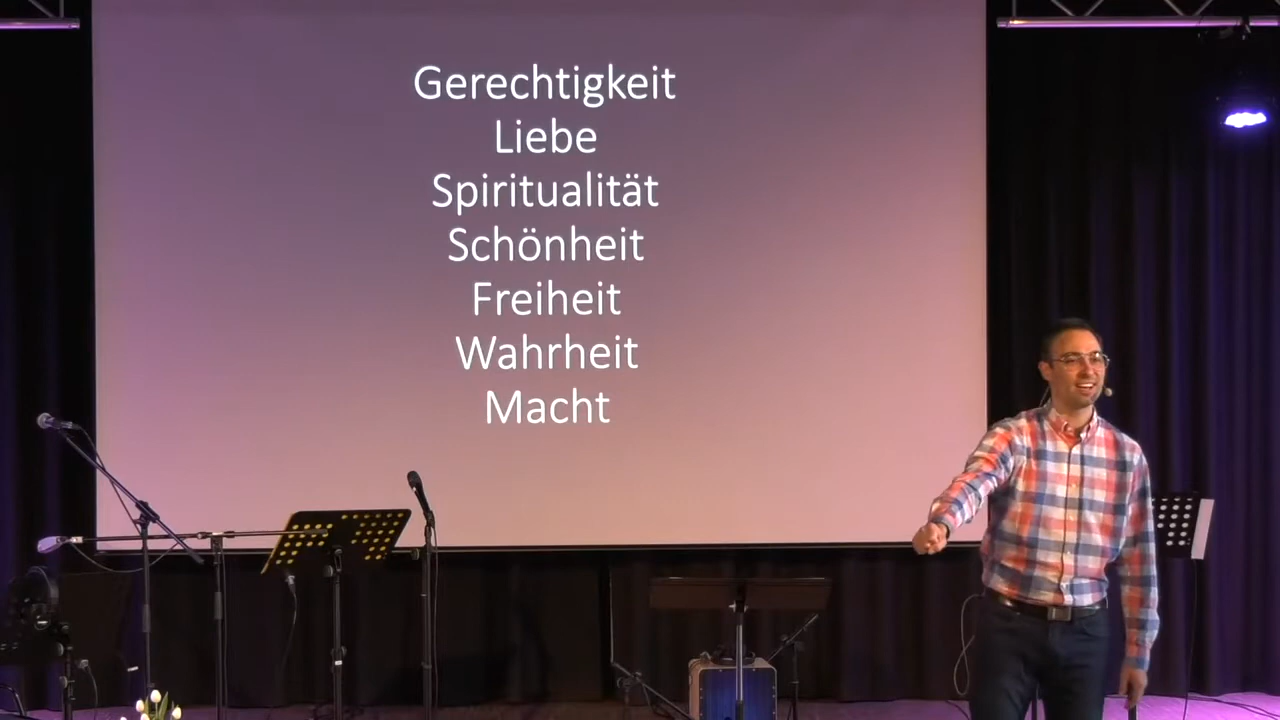 Gerechtigkeit
Liebe
Spiritualität
Schönheit
Freiheit
Wahrheit
Macht